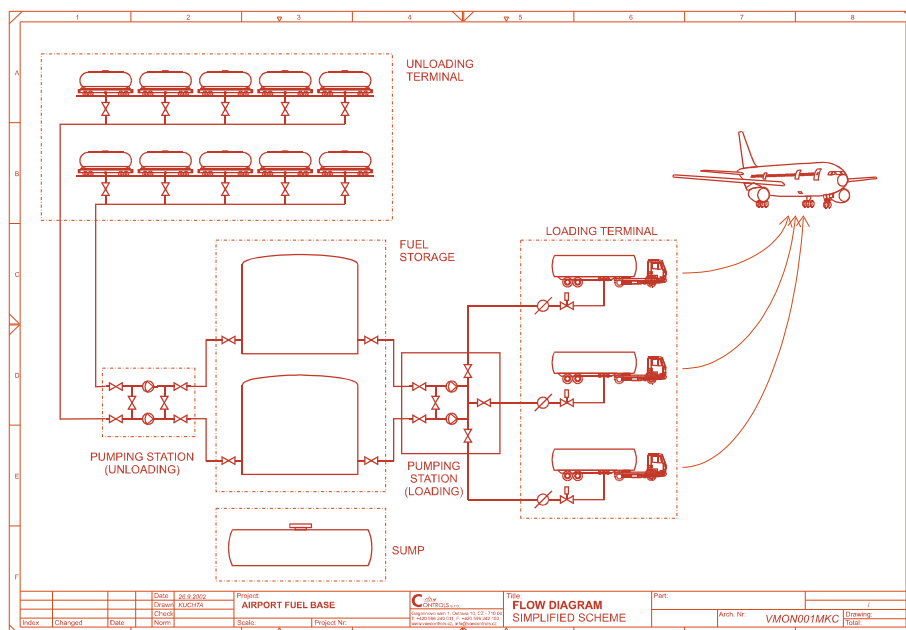 1 2 3 4 5 6 7 8
A
B
C
D
E
F
UNLOADING
TERMINAL
FUEL
STORAGE
LOADING TERMINAL
PUMPING STATION
(UNLOADING)
PUMPING
STATION
(LOADING)
SUMP
Index Changed Date
Date 26.9.2002
Drawn KUCHTA
Check
Norm
Project:
AIRPORT FUEL BASE
Scale: Project Nr.:
CONTROLS s.r.o.
Title:
FLOW DIAGRAM
SIMPLIFIED SCHEME
Part:
/
Arch. Nr: VMON001MKC
Drawing:
Total: